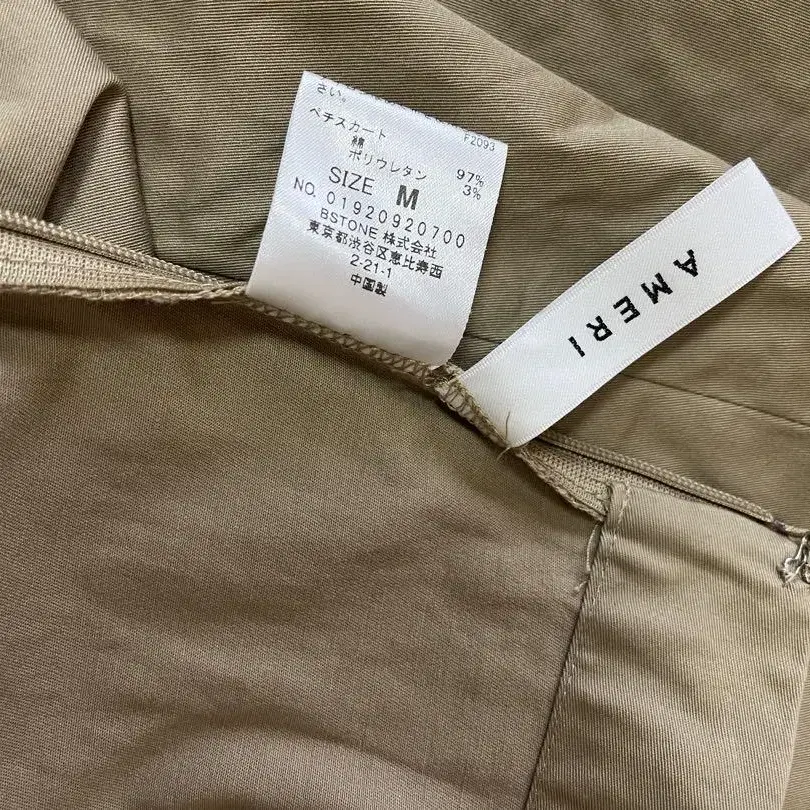 さい。
ペチスカート F2093
綿 97%
ポリウレタン 3%
SIZE M
NO. 01920920700
BSTONE 株式会社
東京都渋谷区恵比寿西
2-21-1
中国製
AMERI